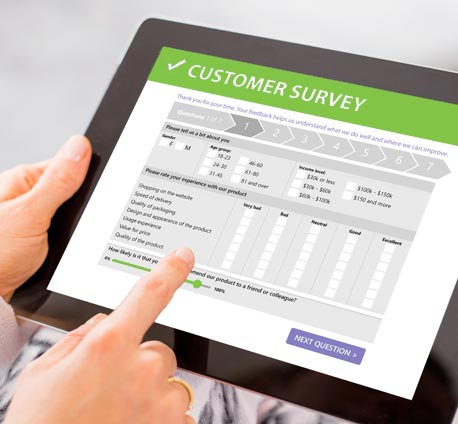 ✓ CUSTOMER SURVEY
Thank you for your time. Your feedback helps us understand what we do well and where we can improve.
Questions 1 of 7 1 2 3 4 5 6 7
Please tell us a bit about you
Gender: F M
Age group: 18-23 24-30 31-45 46-60 61-80 81 and over
Income level: $30k or less $30k - $60k $60k - $100k $100k - $150k $150 and more
Please rate your experience with our product
Very bad Bad Neutral Good Excellent
Shopping on the website
Speed of delivery
Quality of packaging
Design and appearance of the product
Usage experience
Value for price
Quality of the product
How likely is it that yo mmend our product to a friend or colleague?
0% 100%
NEXT QUESTION >